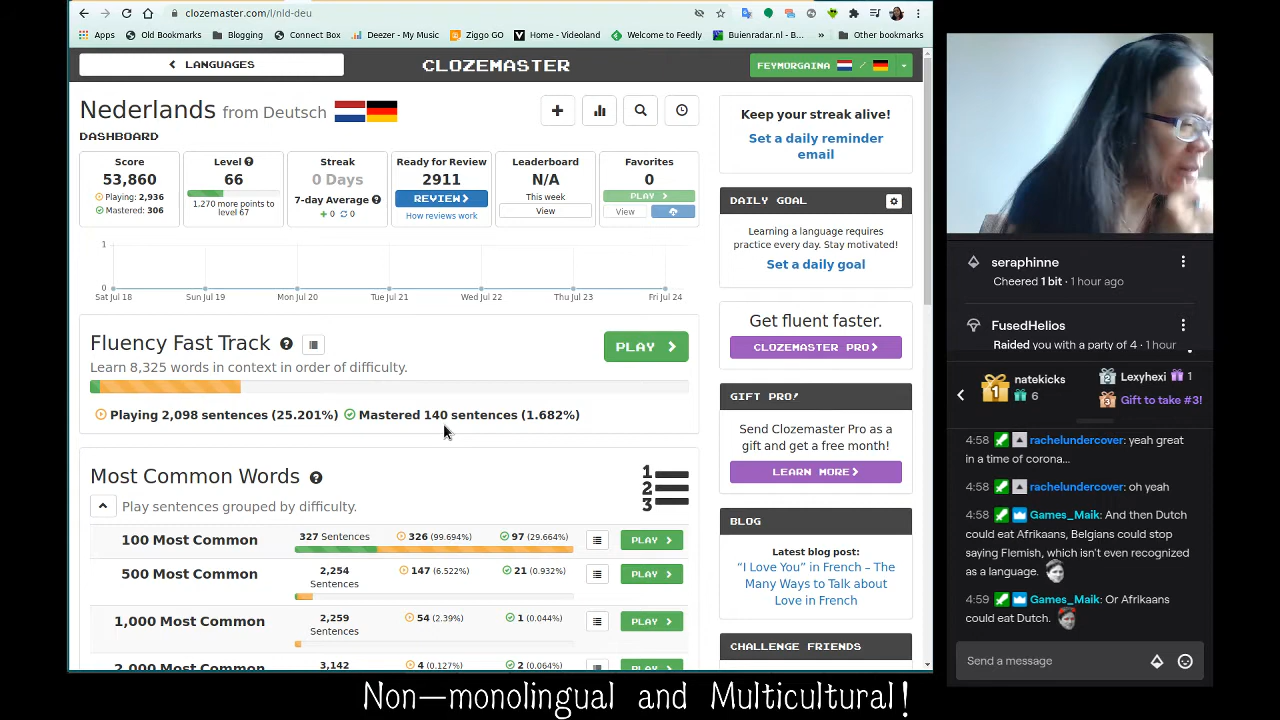 clozemaster.com/l/nld-deu
Apps
Old Bookmarks
Blogging
Connect Box
Deezer - My Music
Ziggo GO
Home - Videoland
Welcome to Feedly
Buienradar.nl - B...
»
Other bookmarks
LANGUAGES
CLOZEMASTER
FEYMORGAINA /
Nederlands from Deutsch
DASHBOARD
Score
53,860
Playing: 2,936
Mastered: 306
Level
66
1,270 more points to
level 67
Streak
0 Days
7-day Average
0 0
Ready for Review
2911
REVIEW
How reviews work
Leaderboard
N/A
This week
View
Favorites
0
PLAY
View
1
0
Sat Jul 18
Sun Jul 19
Mon Jul 20
Tue Jul 21
Wed Jul 22
Thu Jul 23
Fri Jul 24
Fluency Fast Track
PLAY
Learn 8,325 words in context in order of difficulty.
Playing 2,098 sentences (25.201%) Mastered 140 sentences (1.682%)
Most Common Words
1
2
3
Play sentences grouped by difficulty.
100 Most Common
327 Sentences
326 (99.694%)
97 (29.664%)
PLAY
500 Most Common
2,254
Sentences
147 (6.522%)
21 (0.932%)
PLAY
1,000 Most Common
2,259
Sentences
54 (2.39%)
1 (0.044%)
PLAY
2,000 Most Common
3,142
4 (0.127%)
2 (0.064%)
PLAY
Keep your streak alive!
Set a daily reminder
email
DAILY GOAL
Learning a language requires
practice every day. Stay motivated!
Set a daily goal
Get fluent faster.
CLOZEMASTER PRO
GIFT PRO!
Send Clozemaster Pro as a
gift and get a free month!
LEARN MORE
BLOG
Latest blog post:
“I Love You” in French – The
Many Ways to Talk about
Love in French
CHALLENGE FRIENDS
seraphinne
Cheered 1 bit · 1 hour ago
FusedHelios
Raided you with a party of 4 · 1 hour
1
natekicks
6
2
Lexyhexi 1
3
Gift to take #3!
4:58 rachelundercover: yeah great
in a time of corona...
4:58 rachelundercover: oh yeah
4:58 Games_Maik: And then Dutch
could eat Afrikaans, Belgians could stop
saying Flemish, which isn't even recognized
as a language.
4:59 Games_Maik: Or Afrikaans
could eat Dutch.
Send a message
Non-monolingual and Multicultural!